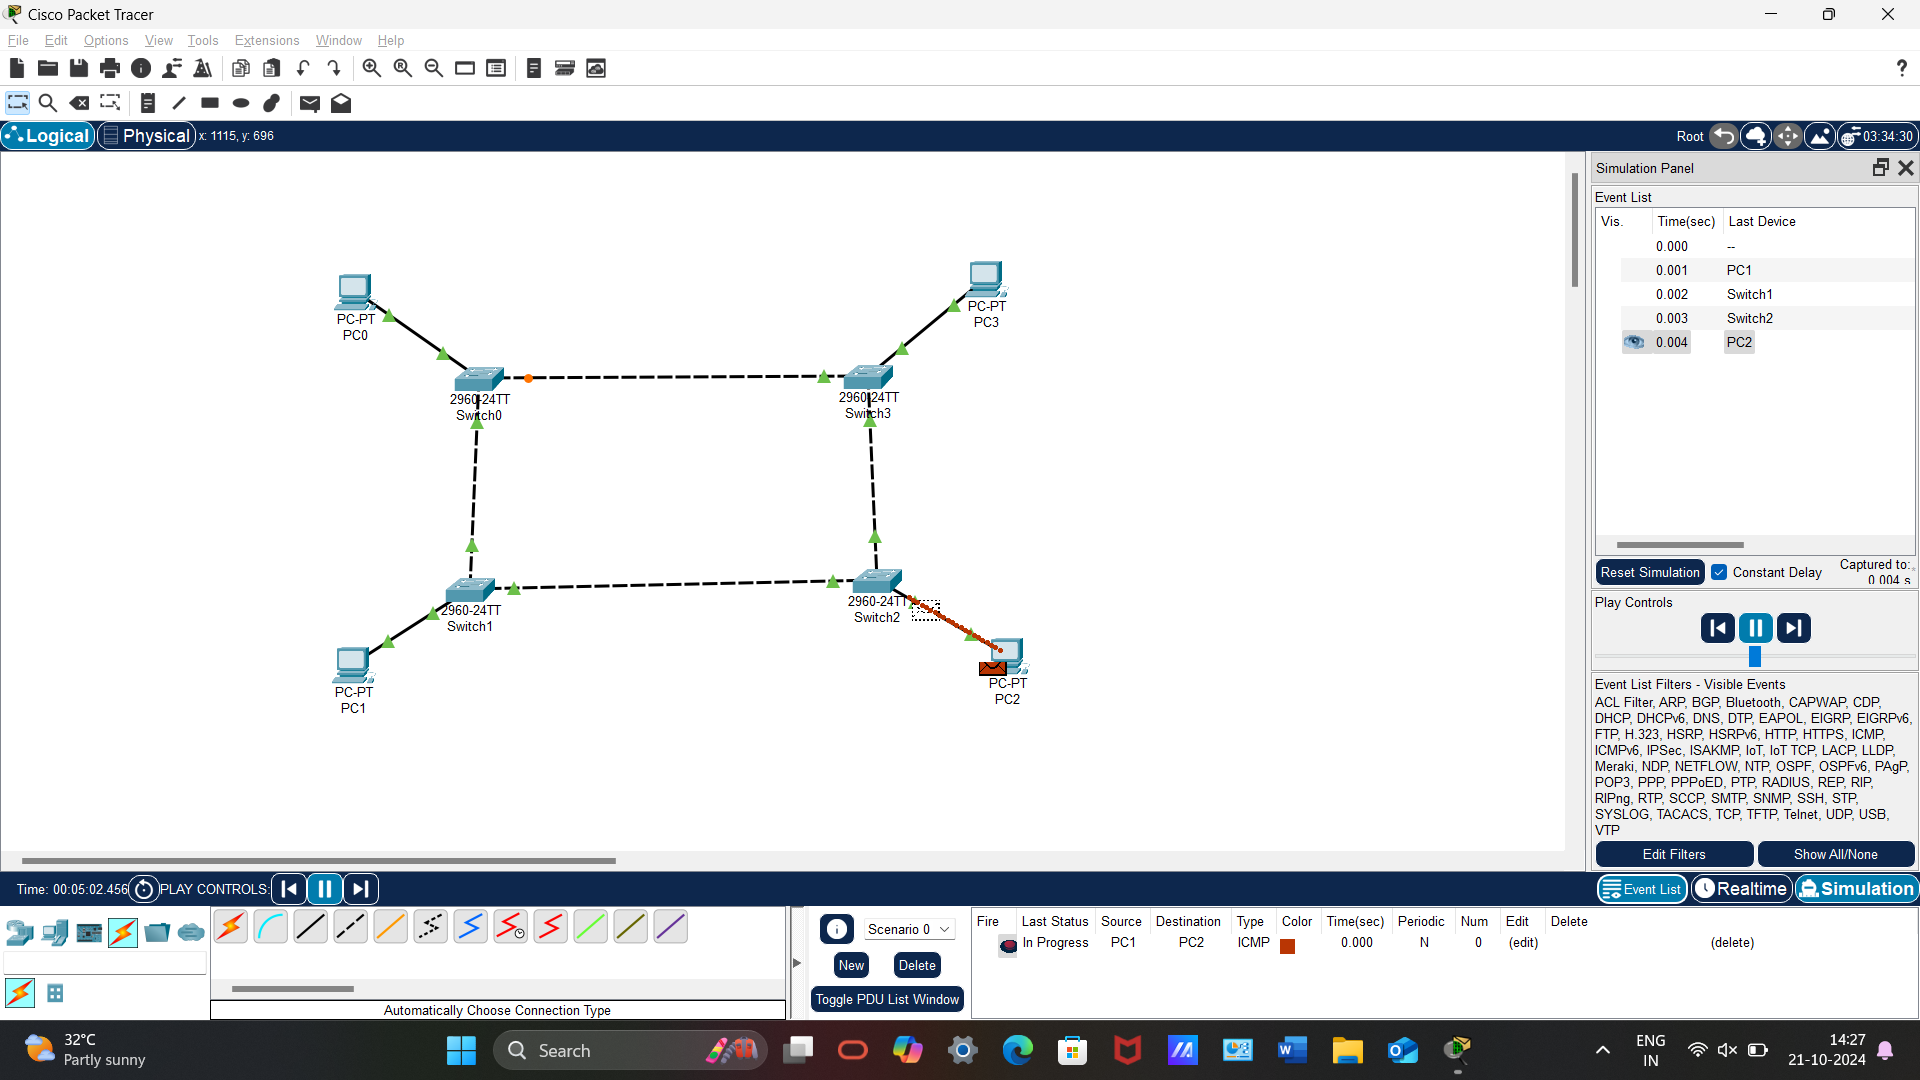 Cisco Packet Tracer
File Edit Options View Tools Extensions Window Help
Logical Physical x: 1115, y: 696 Root 03:34:30
Simulation Panel
Event List
Vis. Time(sec) Last Device
0.000 --
0.001 PC1
0.002 Switch1
0.003 Switch2
0.004 PC2
PC-PT
PC0
PC-PT
PC3
2960-24TT
Switch0
2960-24TT
Switch3
2960-24TT
Switch1
2960-24TT
Switch2
PC-PT
PC1
PC-PT
PC2
Reset Simulation Constant Delay Captured to:
0.004 s
Play Controls
Event List Filters - Visible Events
ACL Filter, ARP, BGP, Bluetooth, CAPWAP, CDP,
DHCP, DHCPv6, DNS, DTP, EAPOL, EIGRP, EIGRPv6,
FTP, H.323, HSRP, HSRPv6, HTTP, HTTPS, ICMP,
ICMPv6, IPSec, ISAKMP, IoT, IoT TCP, LACP, LLDP,
Meraki, NDP, NETFLOW, NTP, OSPF, OSPFv6, PAgP,
POP3, PPP, PPPoED, PTP, RADIUS, REP, RIP,
RIPng, RTP, SCCP, SMTP, SNMP, SSH, STP,
SYSLOG, TACACS, TCP, TFTP, Telnet, UDP, USB,
VTP
Edit Filters Show All/None
Time: 00:05:02.456 PLAY CONTROLS: Event List Realtime Simulation
Scenario 0
New Delete
Toggle PDU List Window
Fire Last Status Source Destination Type Color Time(sec) Periodic Num Edit Delete
In Progress PC1 PC2 ICMP 0.000 N 0 (edit) (delete)
Automatically Choose Connection Type
32°C
Partly sunny
Search
ENG
IN
14:27
21-10-2024